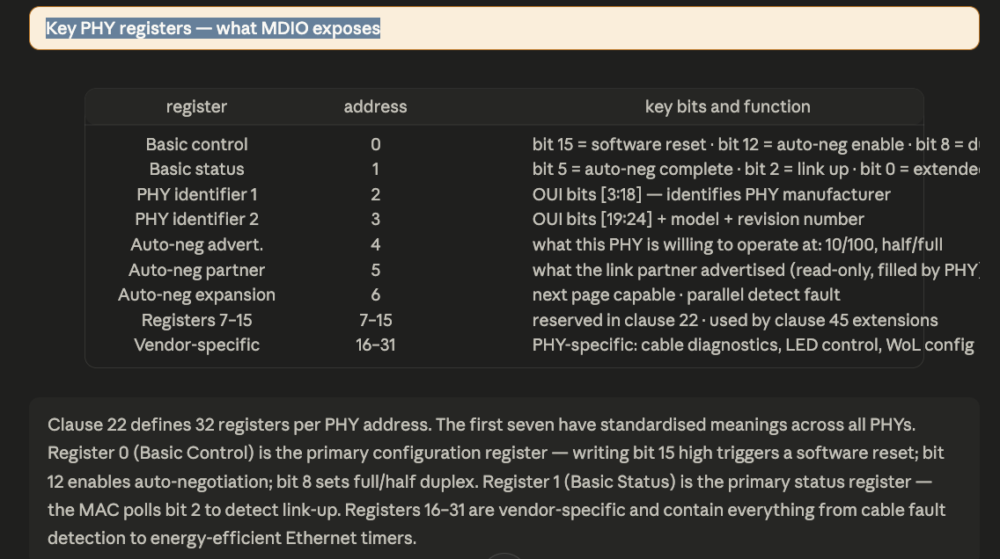 Key PHY registers — what MDIO exposes
register address key bits and function
Basic control 0 bit 15 = software reset · bit 12 = auto-neg enable · bit 8 =
Basic status 1 bit 5 = auto-neg complete · bit 2 = link up · bit 0 =
PHY identifier 1 2 OUI bits [3:18] — identifies PHY manufacturer
PHY identifier 2 3 OUI bits [19:24] + model + revision number
Auto-neg advert. 4 what this PHY is willing to operate at: 10/100, half/full
Auto-neg partner 5 what the link partner advertised (read-only, filled by PHY)
Auto-neg expansion 6 next page capable · parallel detect fault
Registers 7–15 7–15 reserved in clause 22 · used by clause 45 extensions
Vendor-specific 16–31 PHY-specific: cable diagnostics, LED control, WoL config
Clause 22 defines 32 registers per PHY address. The first seven have standardised meanings across all PHYs.
Register 0 (Basic Control) is the primary configuration register — writing bit 15 high triggers a software reset; bit
12 enables auto-negotiation; bit 8 sets full/half duplex. Register 1 (Basic Status) is the primary status register —
the MAC polls bit 2 to detect link-up. Registers 16–31 are vendor-specific and contain everything from cable fault
detection to energy-efficient Ethernet timers.